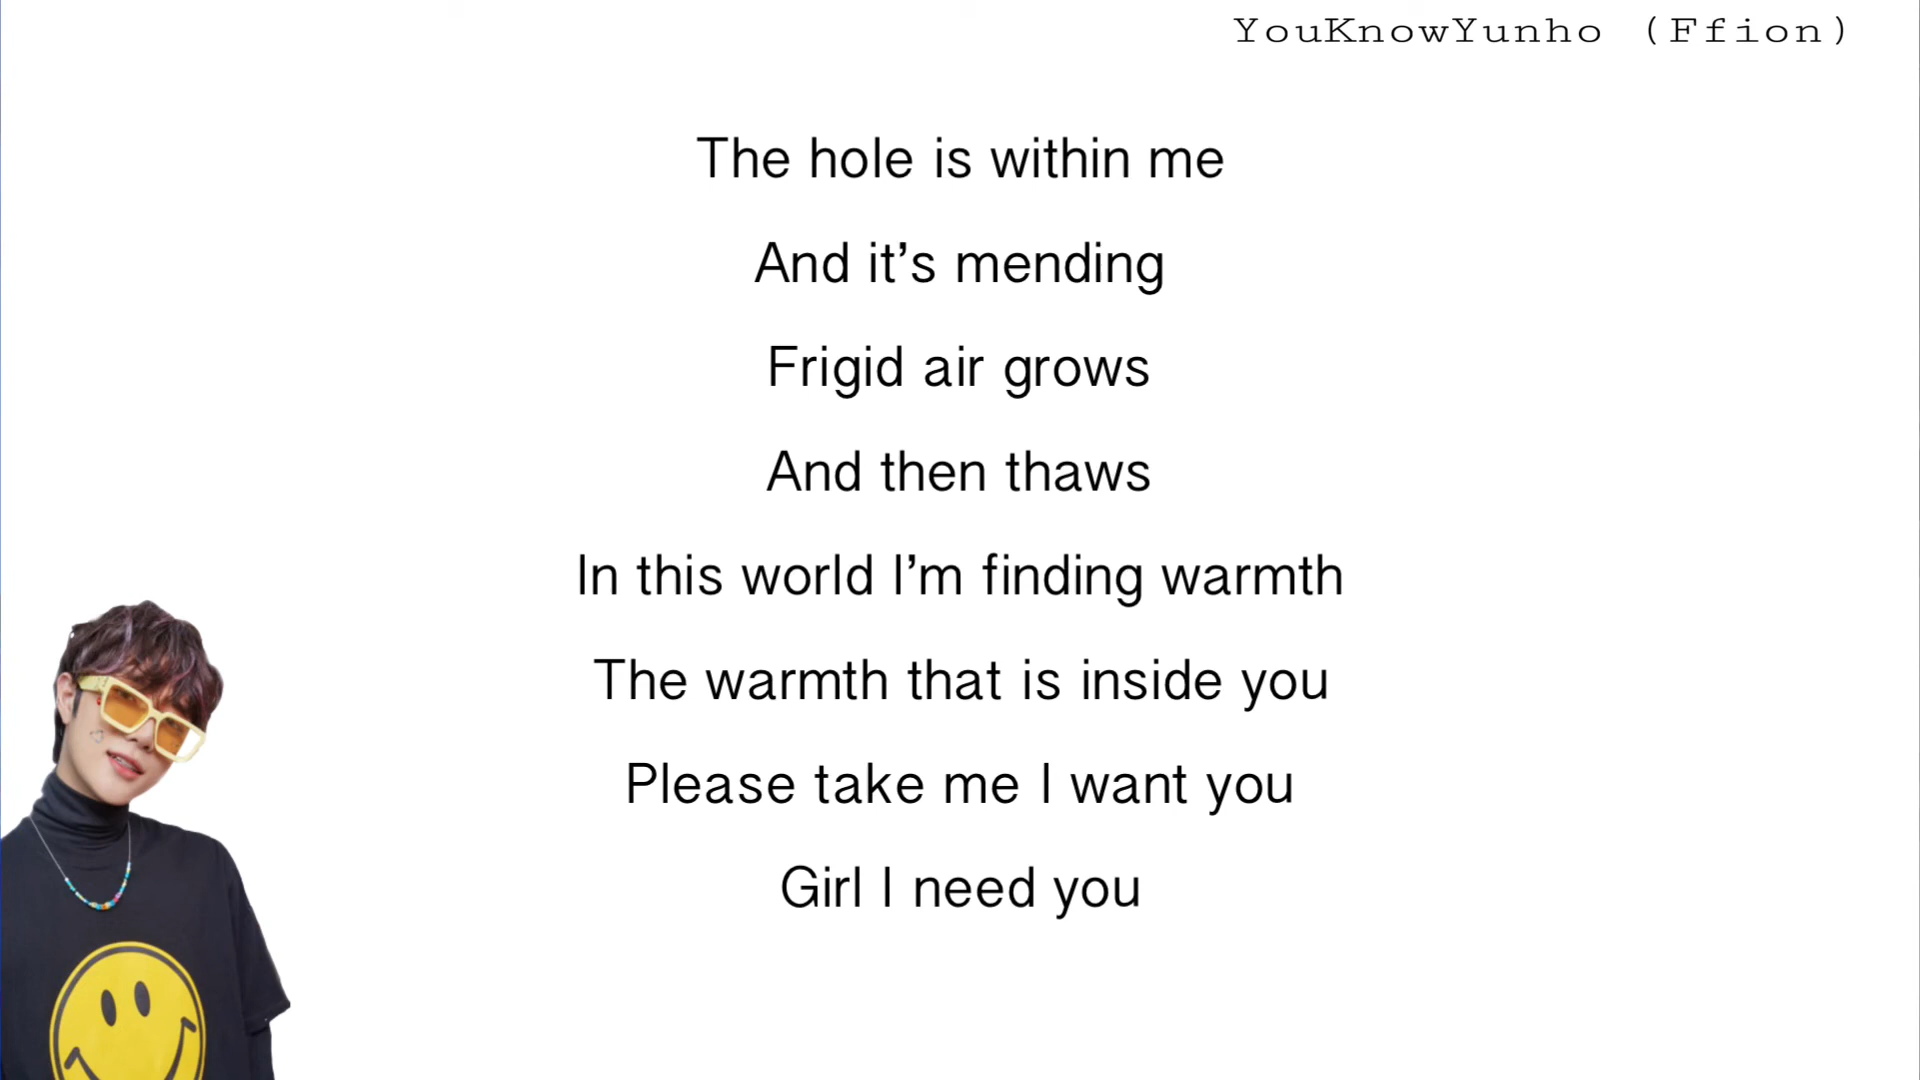 YouKnowYunho (Ffion)
The hole is within me
And it’s mending
Frigid air grows
And then thaws
In this world I’m finding warmth
The warmth that is inside you
Please take me I want you
Girl I need you